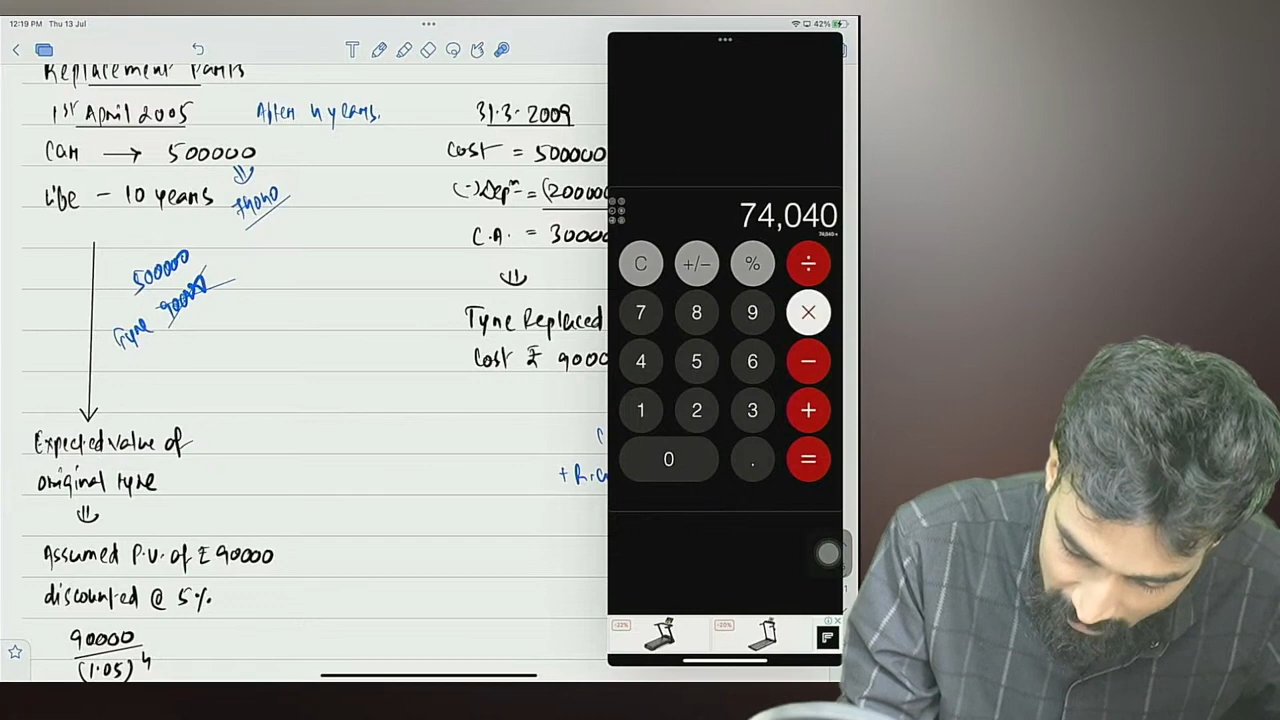 12:19 PM Thu 13 Jul
42%
Replacement Parts
1st April 2005 After 4 years.
Car → 500000
Life - 10 years 74040
500000
Tyre 90000
Expected value of
original tyre
Assumed P.V. of ₹ 90000
discounted @ 5%
90000
(1.05)4
31.3.2009
Cost = 500000
(-) Depn = (200000
C.A. = 30000
Tyre Replaced
Cost ₹ 9000
74,040
C +/- % ÷
7 8 9 ×
4 5 6 −
1 2 3 +
0 . =
-22% -20%